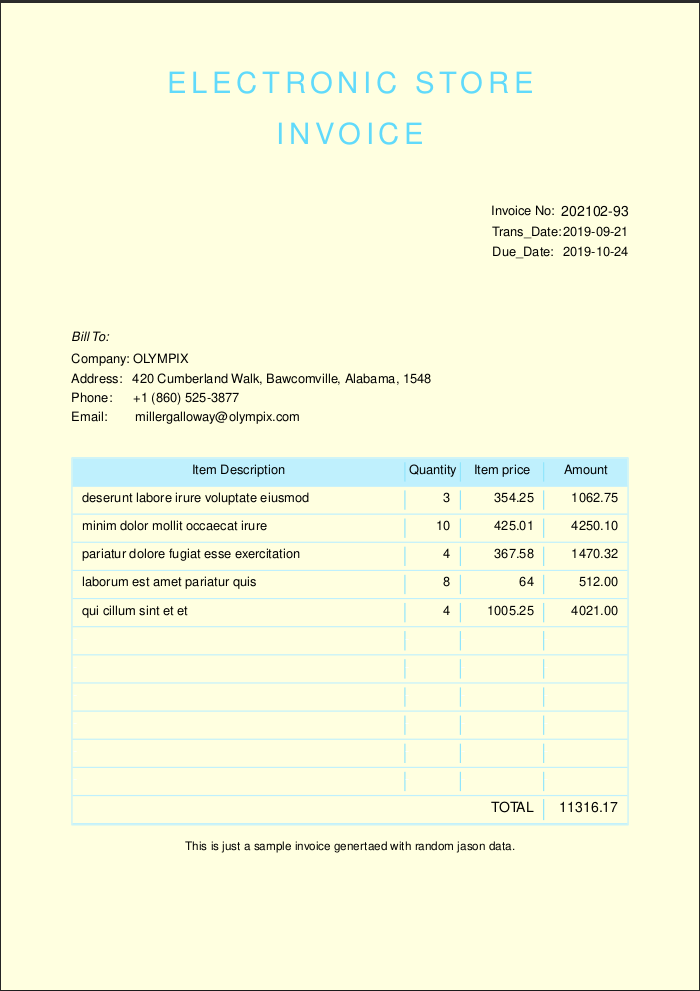 ELECTRONIC STORE
INVOICE
Invoice No: 202102-93
Trans_Date:2019-09-21
Due_Date: 2019-10-24
Bill To:
Company: OLYMPIX
Address: 420 Cumberland Walk, Bawcomville, Alabama, 1548
Phone: +1 (860) 525-3877
Email: millergalloway@olympix.com
Item Description Quantity Item price Amount
deserunt labore irure voluptate eiusmod 3 354.25 1062.75
minim dolor mollit occaecat irure 10 425.01 4250.10
pariatur dolore fugiat esse exercitation 4 367.58 1470.32
laborum est amet pariatur quis 8 64 512.00
qui cillum sint et et 4 1005.25 4021.00
TOTAL 11316.17
This is just a sample invoice genertaed with random jason data.